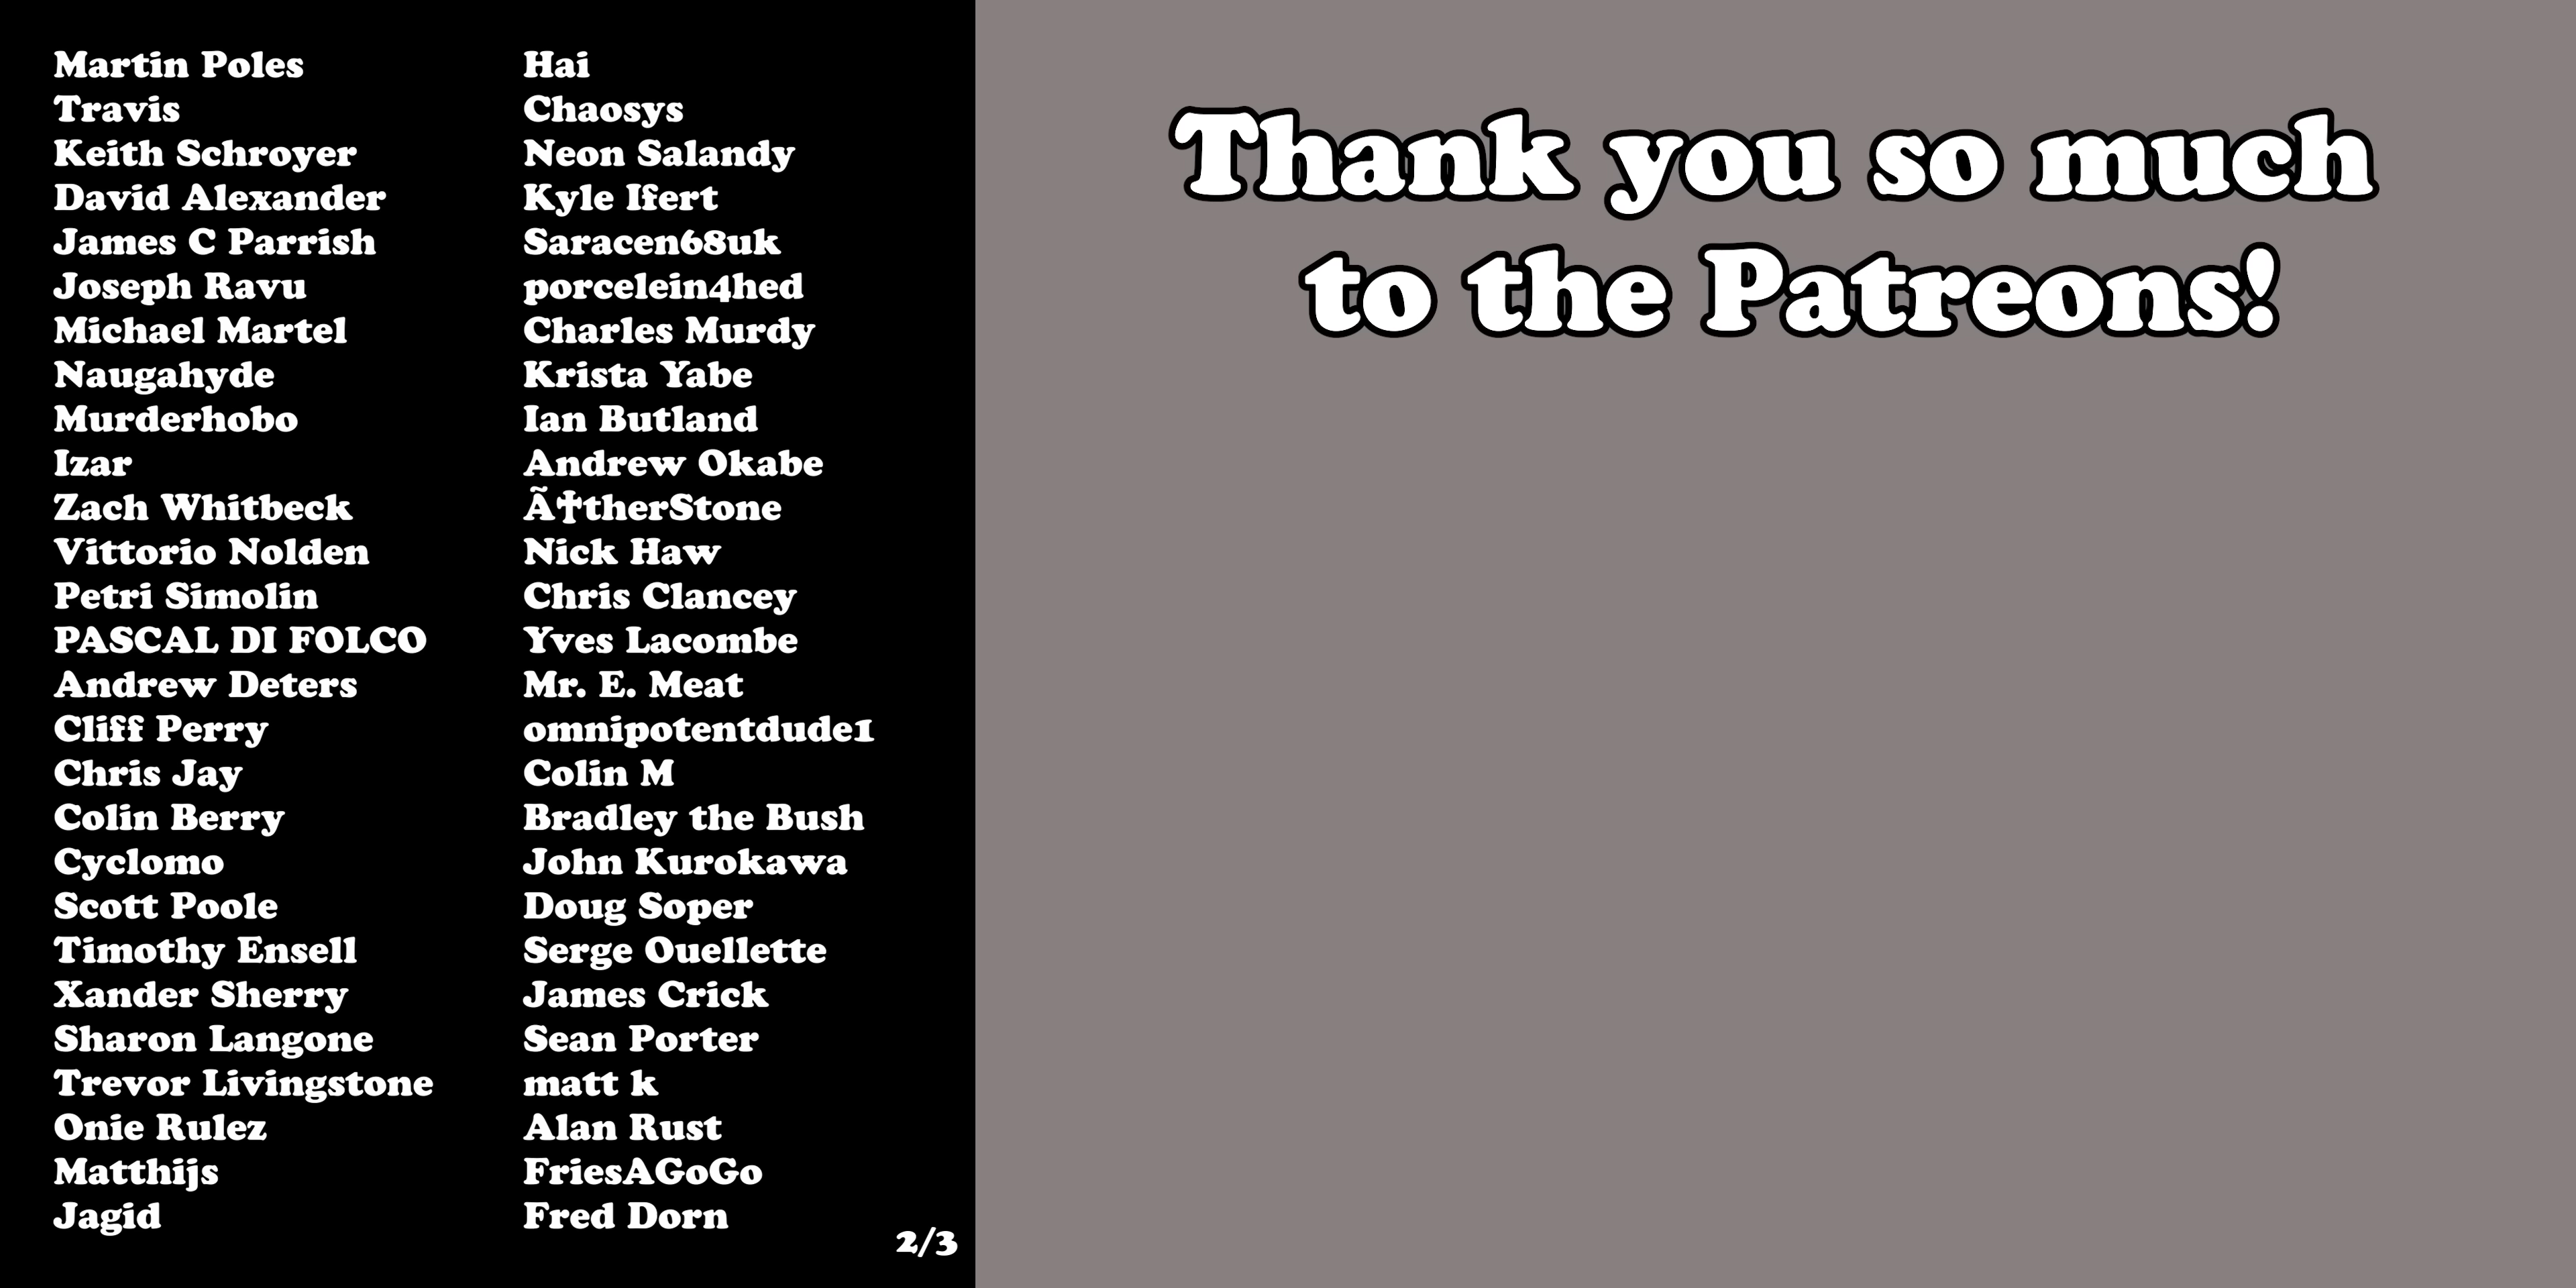 Martin Poles
Travis
Keith Schroyer
David Alexander
James C Parrish
Joseph Ravu
Michael Martel
Naugahyde
Murderhobo
Izar
Zach Whitbeck
Vittorio Nolden
Petri Simolin
PASCAL DI FOLCO
Andrew Deters
Cliff Perry
Chris Jay
Colin Berry
Cyclomo
Scott Poole
Timothy Ensell
Xander Sherry
Sharon Langone
Trevor Livingstone
Onie Rulez
Matthijs
Jagid
Hai
Chaosys
Neon Salandy
Kyle Ifert
Saracen68uk
porcelein4hed
Charles Murdy
Krista Yabe
Ian Butland
Andrew Okabe
Ã†therStone
Nick Haw
Chris Clancey
Yves Lacombe
Mr. E. Meat
omnipotentdude1
Colin M
Bradley the Bush
John Kurokawa
Doug Soper
Serge Ouellette
James Crick
Sean Porter
matt k
Alan Rust
FriesAGoGo
Fred Dorn
2/3
Thank you so much
to the Patreons!